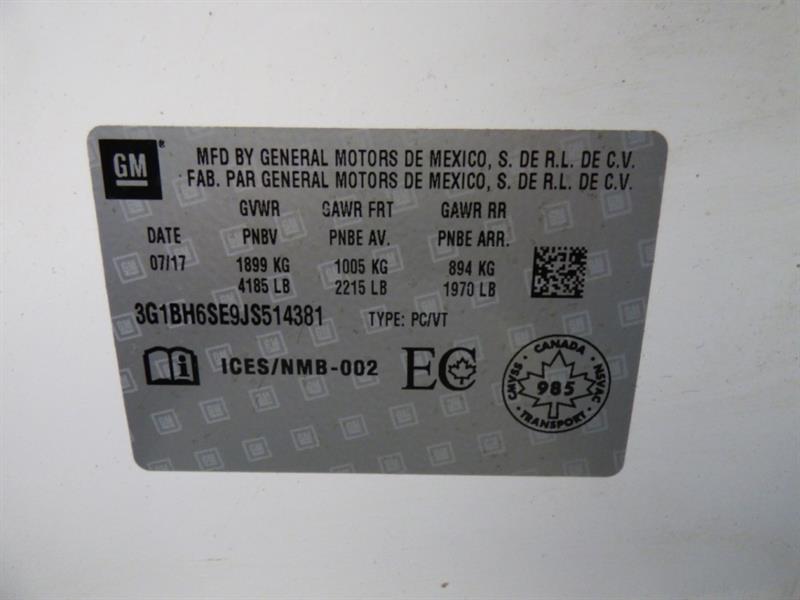 GM
MFD BY GENERAL MOTORS DE MEXICO, S. DE R.L. DE C.V.
FAB. PAR GENERAL MOTORS DE MEXICO, S. DE R.L. DE C.V.
GVWR GAWR FRT GAWR RR
DATE PNBV PNBE AV. PNBE ARR.
07/17 1899 KG 1005 KG 894 KG
4185 LB 2215 LB 1970 LB
3G1BH6SE9JS514381 TYPE: PC/VT
ICES/NMB-002 EC
CANADA
CMVSS 985 NSVAC
TRANSPORT